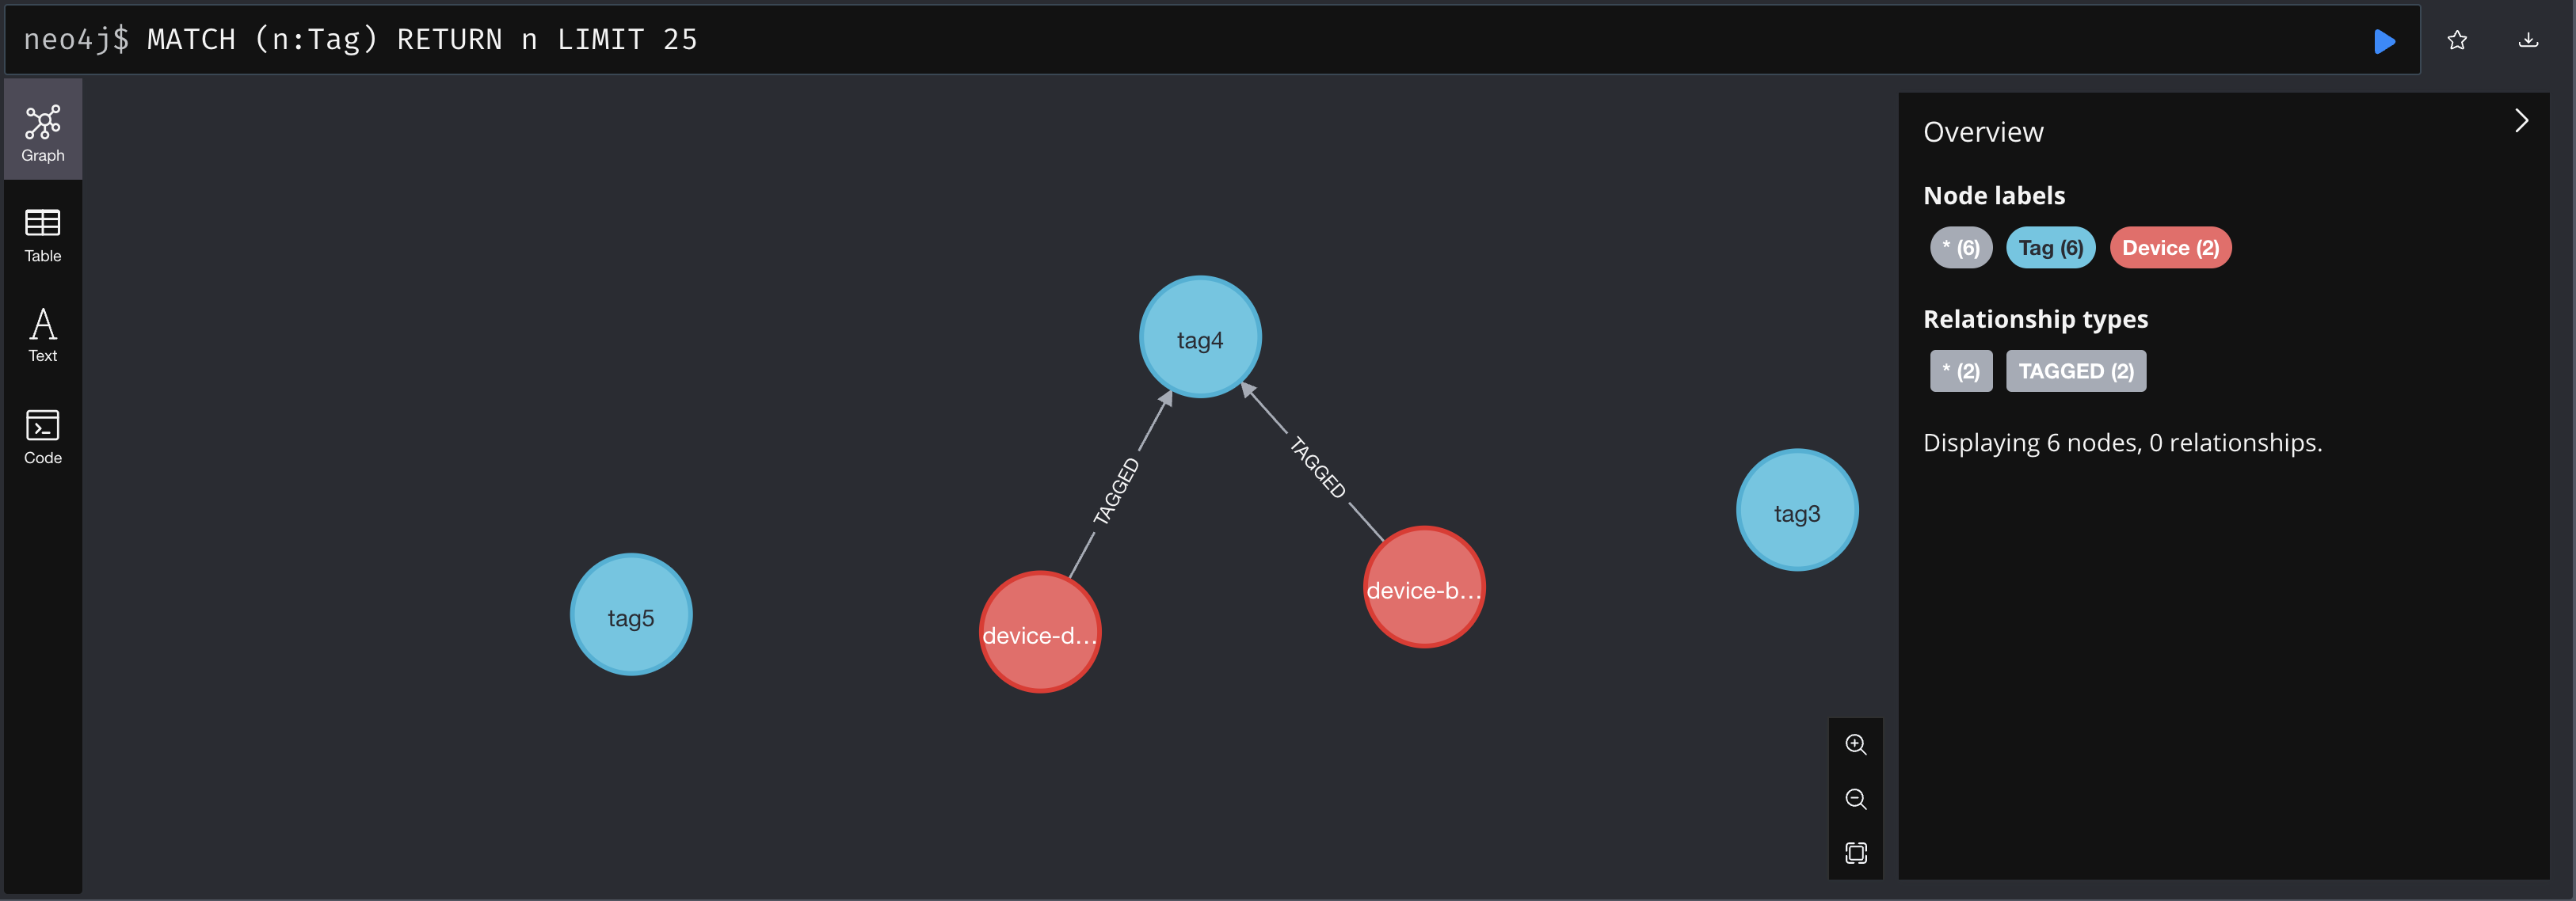 neo4j$ MATCH (n:Tag) RETURN n LIMIT 25
Graph
Table
Text
Code
tag4
TAGGED
TAGGED
tag3
tag5
device-d...
device-b...
Overview
Node labels
* (6) Tag (6) Device (2)
Relationship types
* (2) TAGGED (2)
Displaying 6 nodes, 0 relationships.